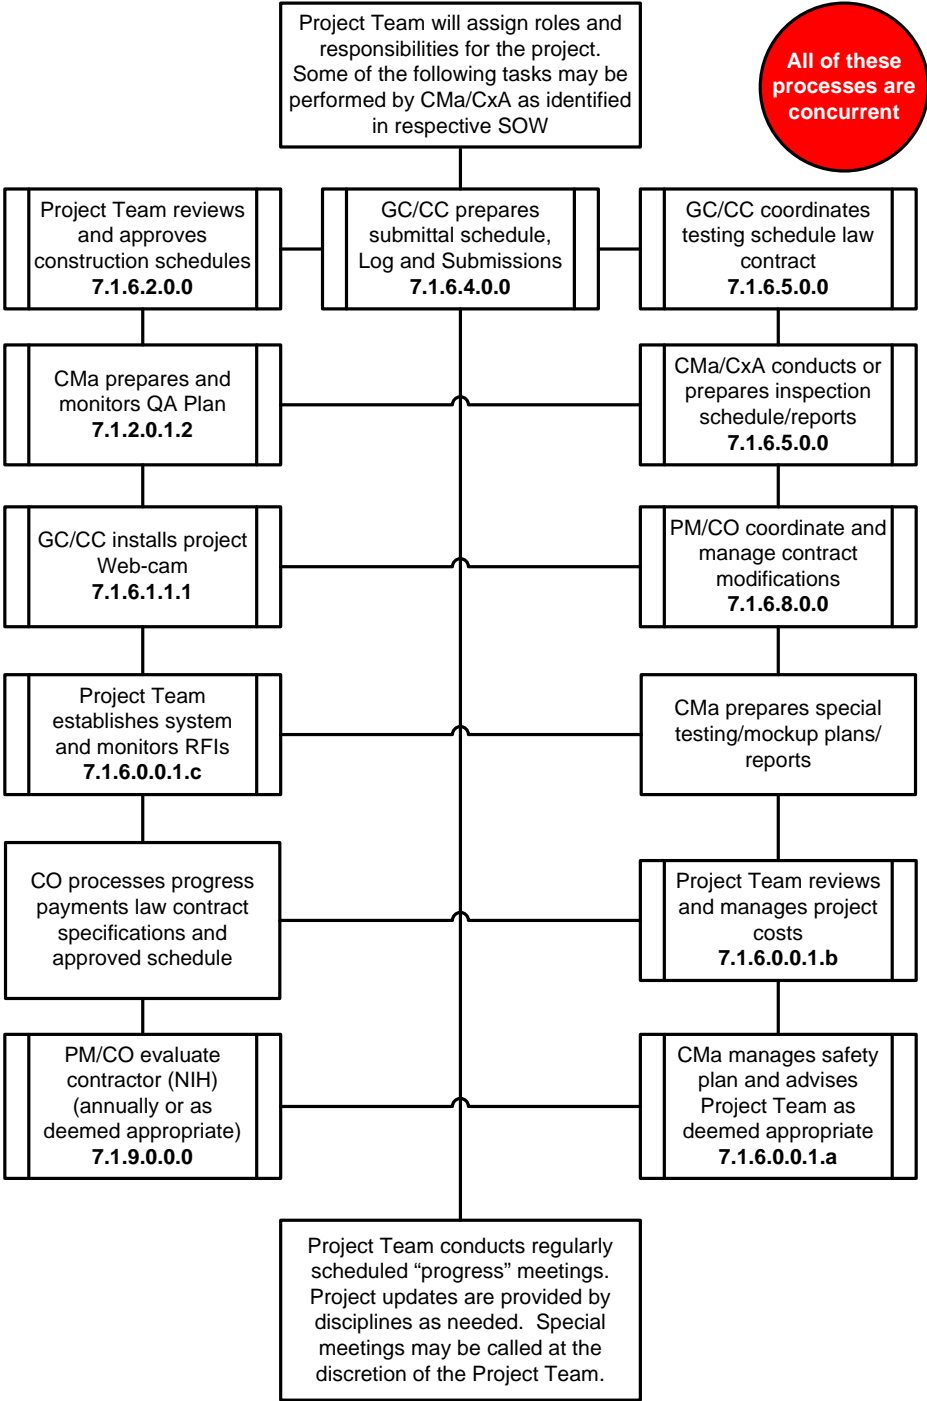 Project Team will assign roles and
responsibilities for the project.
Some of the following tasks may be
performed by CMa/CxA as identified
in respective SOW
All of these
processes are
concurrent
Project Team reviews
and approves
construction schedules
7.1.6.2.0.0
GC/CC prepares
submittal schedule,
Log and Submissions
7.1.6.4.0.0
GC/CC coordinates
testing schedule law
contract
7.1.6.5.0.0
CMa prepares and
monitors QA Plan
7.1.2.0.1.2
CMa/CxA conducts or
prepares inspection
schedule/reports
7.1.6.5.0.0
GC/CC installs project
Web-cam
7.1.6.1.1.1
PM/CO coordinate and
manage contract
modifications
7.1.6.8.0.0
Project Team
establishes system
and monitors RFIs
7.1.6.0.0.1.c
CMa prepares special
testing/mockup plans/
reports
CO processes progress
payments law contract
specifications and
approved schedule
Project Team reviews
and manages project
costs
7.1.6.0.0.1.b
PM/CO evaluate
contractor (NIH)
(annually or as
deemed appropriate)
7.1.9.0.0.0
CMa manages safety
plan and advises
Project Team as
deemed appropriate
7.1.6.0.0.1.a
Project Team conducts regularly
scheduled “progress” meetings.
Project updates are provided by
disciplines as needed.  Special
meetings may be called at the
discretion of the Project Team.